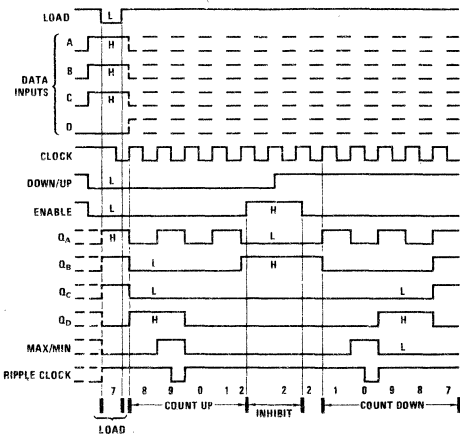 LOAD L
A H
B H
DATA INPUTS
C H
D
CLOCK
DOWN/UP L
ENABLE L H
QA H L
QB L H
QC L L
QD H H
MAX/MIN L
RIPPLE CLOCK
7 8 9 0 1 2 2 2 1 0 9 8 7
COUNT UP INHIBIT COUNT DOWN
LOAD